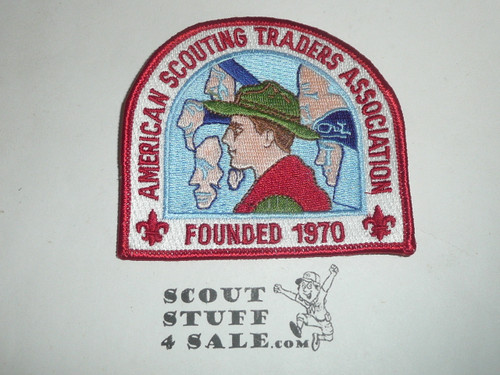 AMERICAN SCOUTING TRADERS ASSOCIATION
FOUNDED 1970
SCOUT
STUFF
4 SALE.com